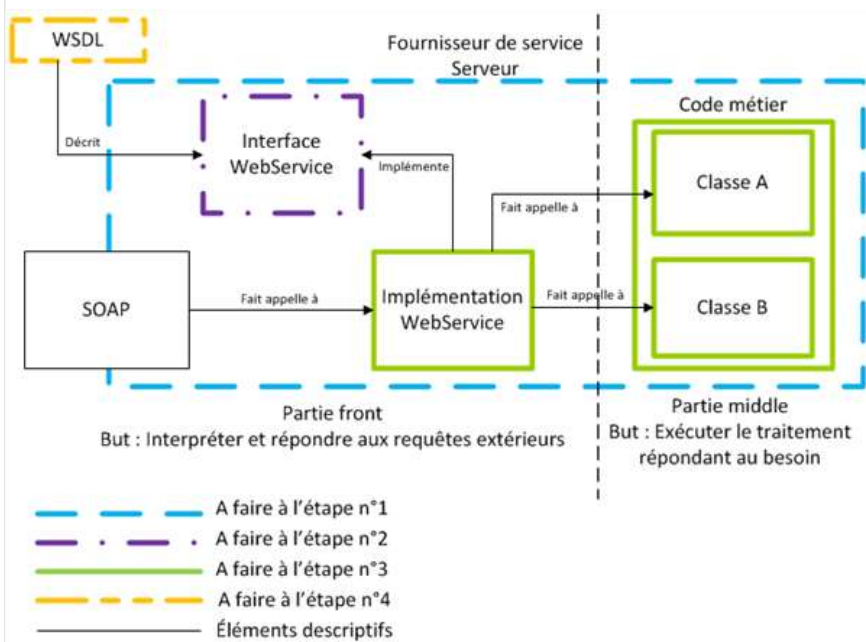 WSDL
Fournisseur de service
Serveur
Code métier
Décrit
Interface
WebService
Implémente
Classe A
Fait appelle à
SOAP
Fait appelle à
Implémentation
WebService
Fait appelle à
Classe B
Partie front
But : Interpréter et répondre aux requêtes extérieurs
Partie middle
But : Exécuter le traitement
répondant au besoin
A faire à l'étape n°1
A faire à l'étape n°2
A faire à l'étape n°3
A faire à l'étape n°4
Éléments descriptifs